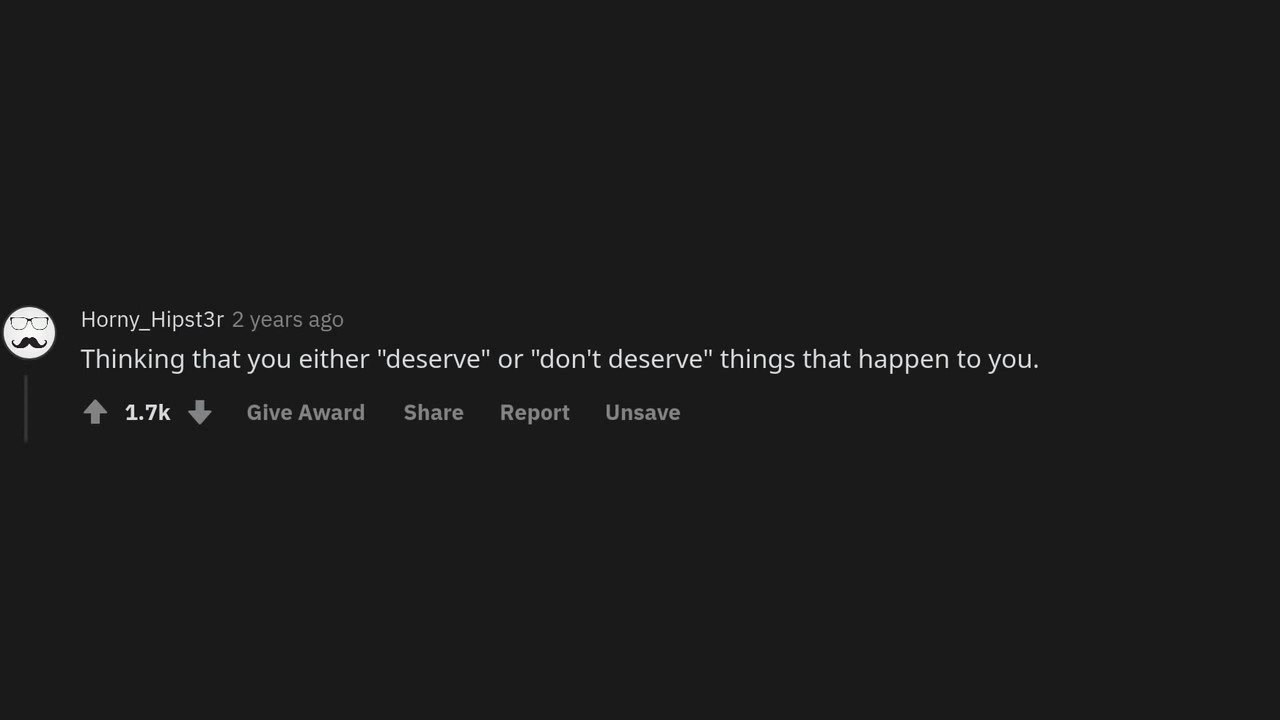 Horny_Hipst3r 2 years ago
Thinking that you either "deserve" or "don't deserve" things that happen to you.
1.7k Give Award Share Report Unsave